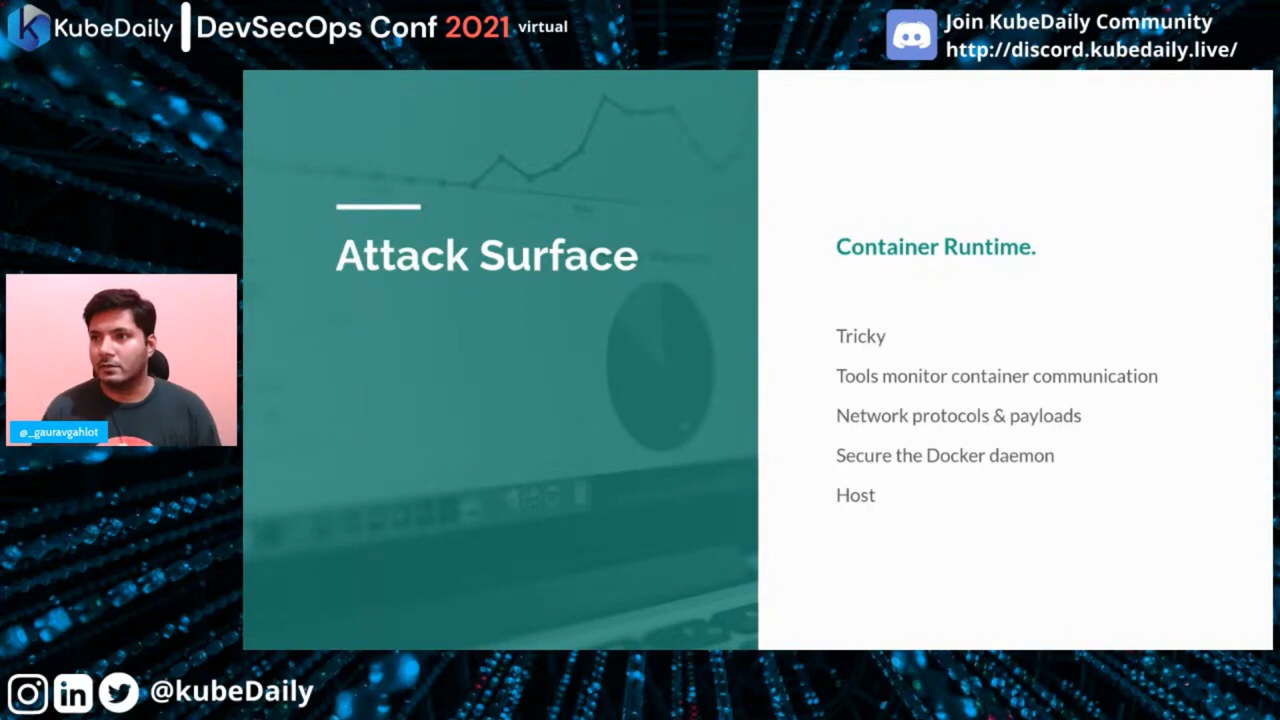 KubeDaily | DevSecOps Conf 2021 virtual
Join KubeDaily Community
http://discord.kubedaily.live/
Attack Surface
Container Runtime.
Tricky
Tools monitor container communication
Network protocols & payloads
Secure the Docker daemon
Host
@_gauravgahlot
@kubeDaily